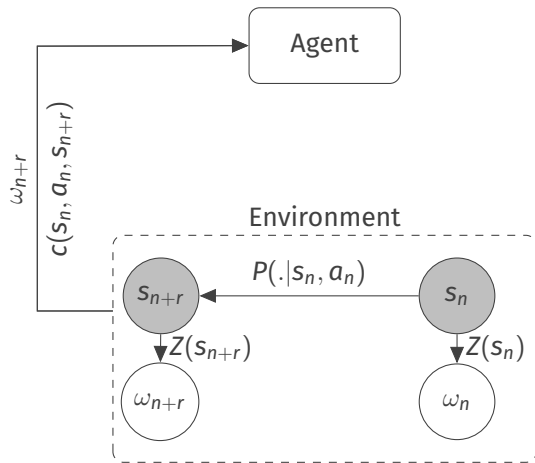 Agent
ω_{n+r}
c(s_n, a_n, s_{n+r})
Environment
P(.|s_n, a_n)
s_{n+r}
s_n
Z(s_{n+r})
Z(s_n)
ω_{n+r}
ω_n